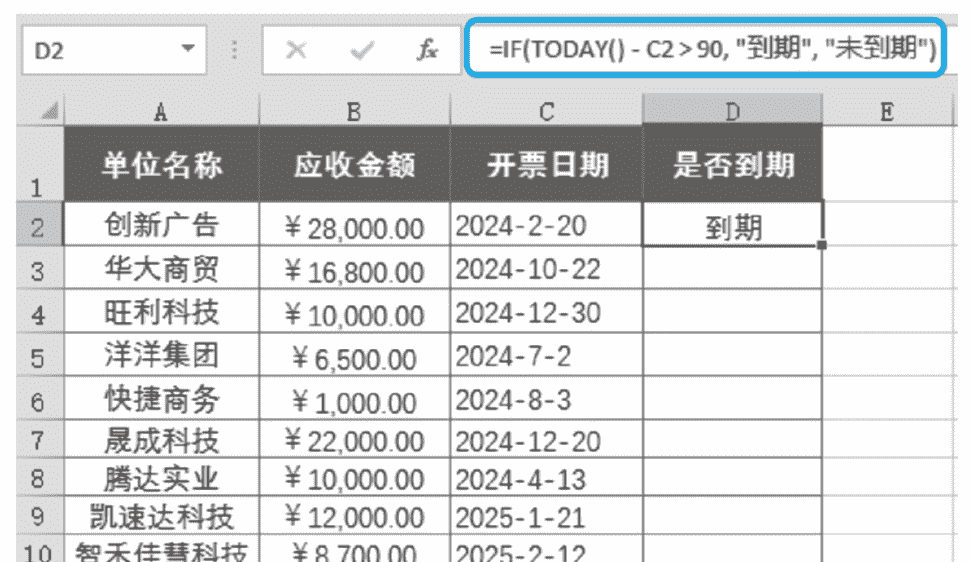 D2 fx =IF(TODAY() - C2 > 90, "到期", "未到期")
A B C D E
1 单位名称 应收金额 开票日期 是否到期
2 创新广告 ¥28,000.00 2024-2-20 到期
3 华大商贸 ¥16,800.00 2024-10-22
4 旺利科技 ¥10,000.00 2024-12-30
5 洋洋集团 ¥6,500.00 2024-7-2
6 快捷商务 ¥1,000.00 2024-8-3
7 晟成科技 ¥22,000.00 2024-12-20
8 腾达实业 ¥10,000.00 2024-4-13
9 凯速达科技 ¥12,000.00 2025-1-21
10 智禾佳慧科技 ¥8,700.00 2025-2-12